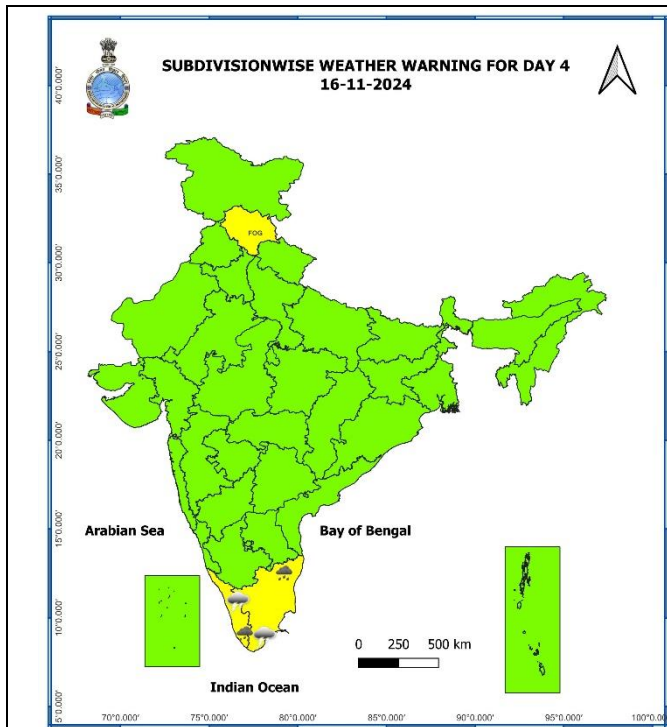 SUBDIVISIONWISE WEATHER WARNING FOR DAY 4
16-11-2024
40°0.000'
35°0.000'
30°0.000'
25°0.000'
20°0.000'
15°0.000'
10°0.000'
5°0.000'
FOG
Arabian Sea
Bay of Bengal
0 250 500 km
Indian Ocean
70°0.000' 75°0.000' 80°0.000' 85°0.000' 90°0.000' 95°0.000' 100°0.000'